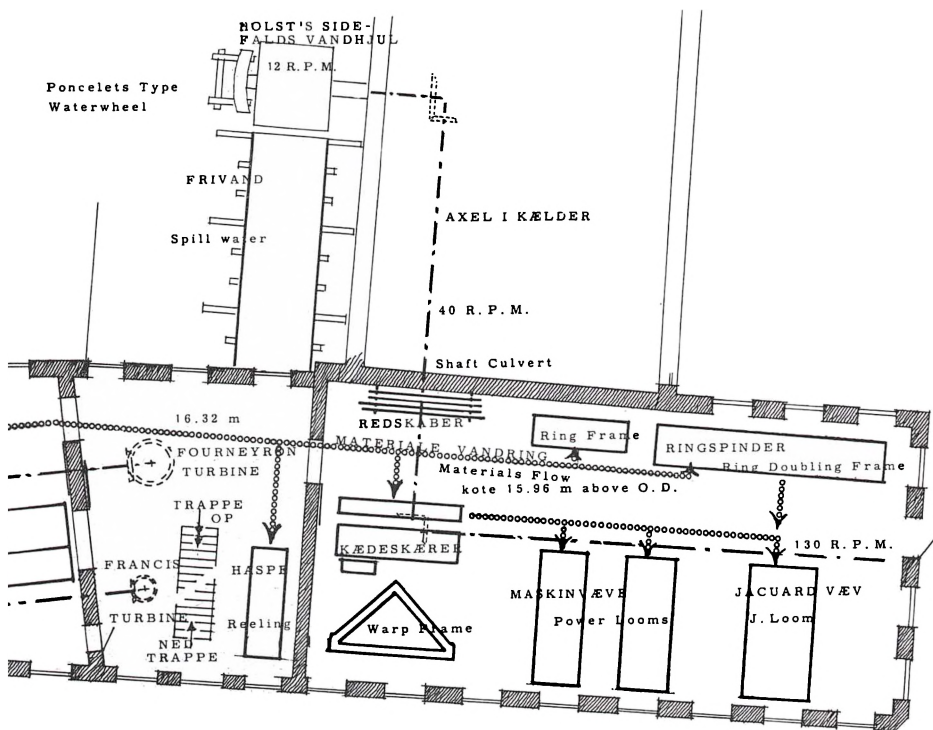 HOLST'S SIDE-
FALDS VANDHJUL
12 R.P.M.
Poncelets Type
Waterwheel
FRIVAND
Spill water
AXEL I KÆLDER
40 R.P.M.
Shaft Culvert
16.32 m
REDSKABER
MATERIALE VANDRING
Materials Flow
kote 15.96 m above O.D.
Ring Frame
RINGSPINDER
Ring Doubling Frame
FOURNEYRON
TURBINE
TRAPPE
OP
FRANCIS
TURBINE
NED
TRAPPE
HASPE
Reeling
KÆDESKÆRER
Warp Frame
130 R.P.M.
MASKINVÆVE
Power Looms
JACUARD VÆV
J. Loom